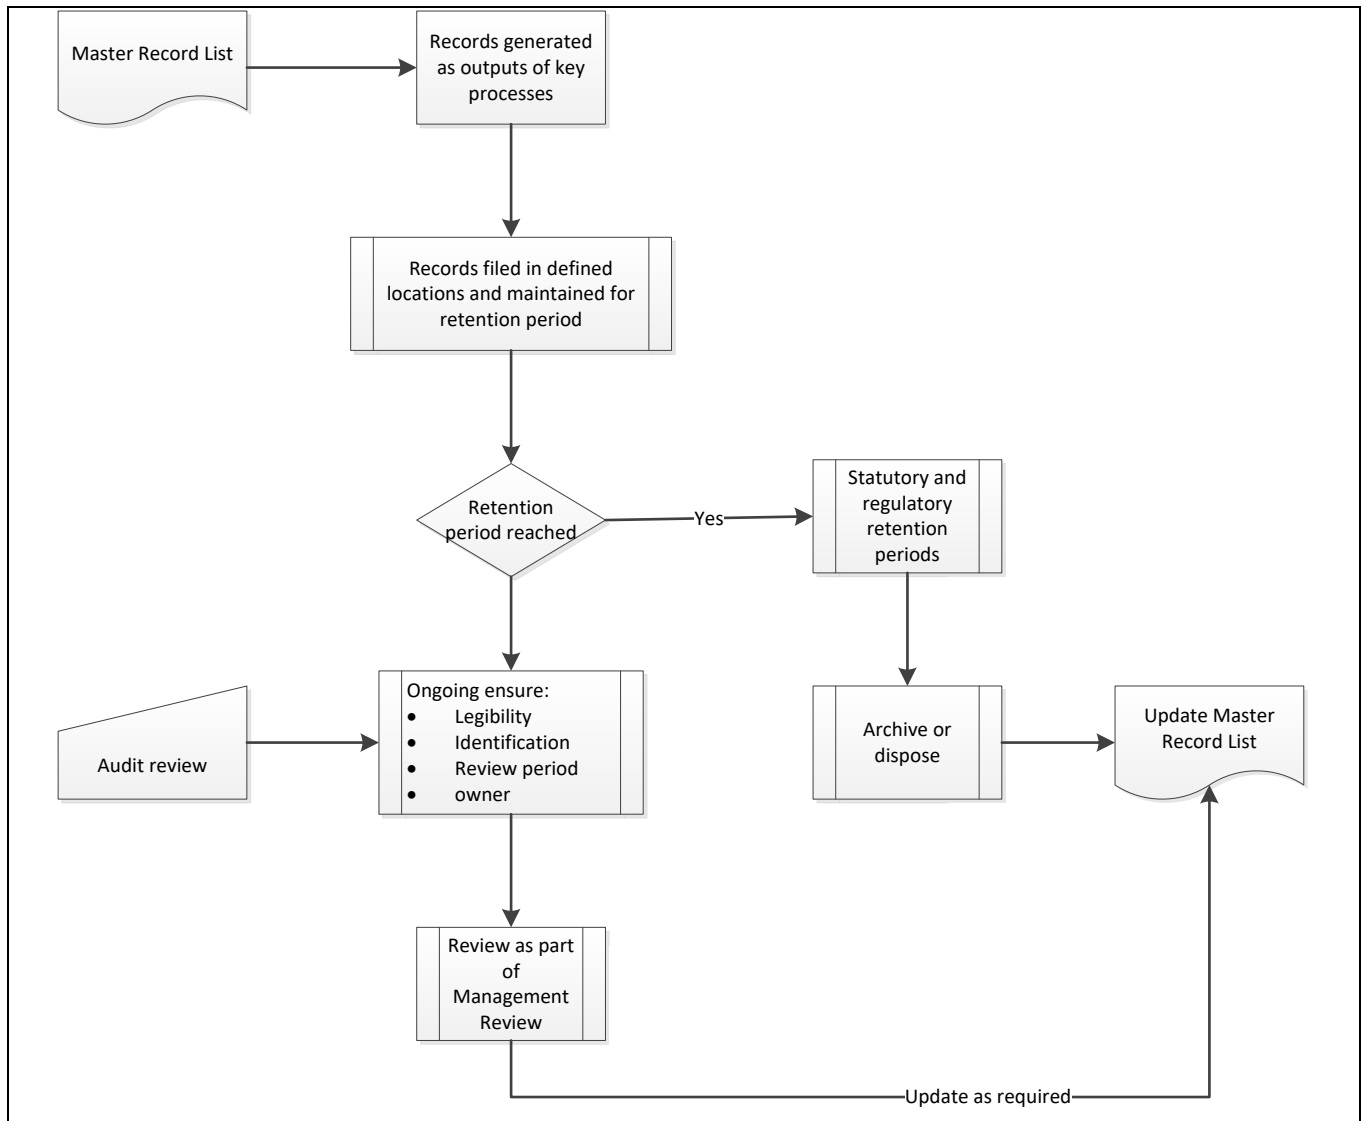 Master Record List
Records generated
as outputs of key
processes
Records filed in defined
locations and maintained for
retention period
Retention
period reached
Yes
Statutory and
regulatory
retention
periods
Ongoing ensure:
• Legibility
• Identification
• Review period
• owner
Audit review
Archive or
dispose
Update Master
Record List
Review as part
of
Management
Review
Update as required